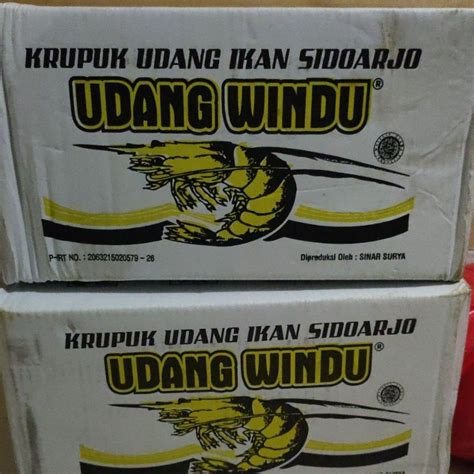 KRUPUK UDANG IKAN SIDOARJO
UDANG WINDU®
P-IRT NO. : 2063215020579 - 26
Diproduksi Oleh : SINAR SURYA
KRUPUK UDANG IKAN SIDOARJO
UDANG WINDU®